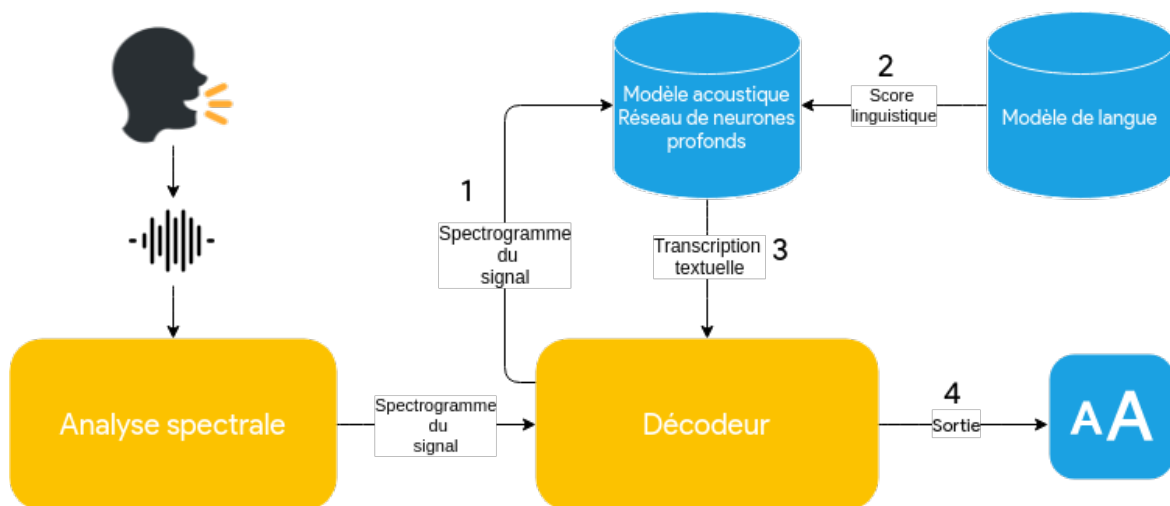 Modèle acoustique
Réseau de neurones
profonds
2
Score
linguistique
Modèle de langue
1
Spectrogramme
du
signal
Transcription
textuelle
3
Analyse spectrale
Spectrogramme
du
signal
Décodeur
4
Sortie
AA